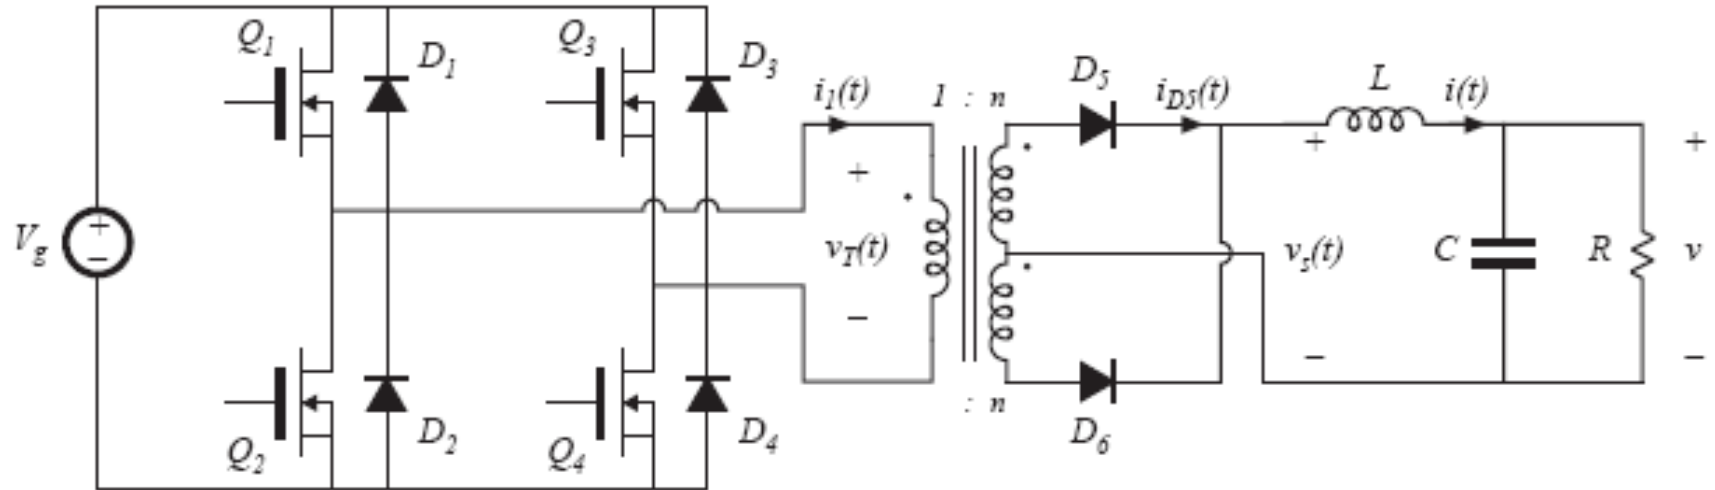 Q1 D1 Q3 D3
i1(t) 1 : n D5 iD5(t) L i(t)
+ + +
Vg + − vT(t) vs(t) C R v
− − −
Q2 D2 Q4 D4 : n D6